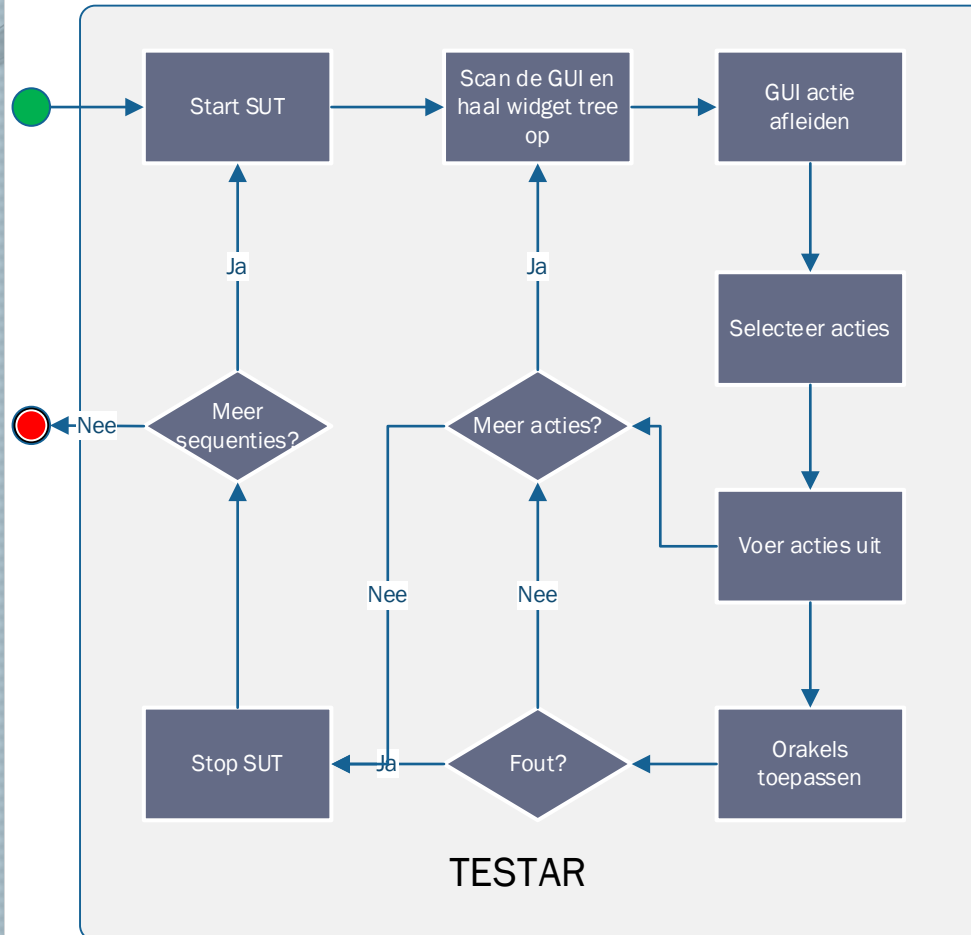 Start SUT
Scan de GUI en
haal widget tree
op
GUI actie
afleiden
Ja
Ja
Selecteer acties
Nee
Meer
sequenties?
Meer acties?
Voer acties uit
Nee
Nee
Stop SUT
Ja
Fout?
Orakels
toepassen
TESTAR